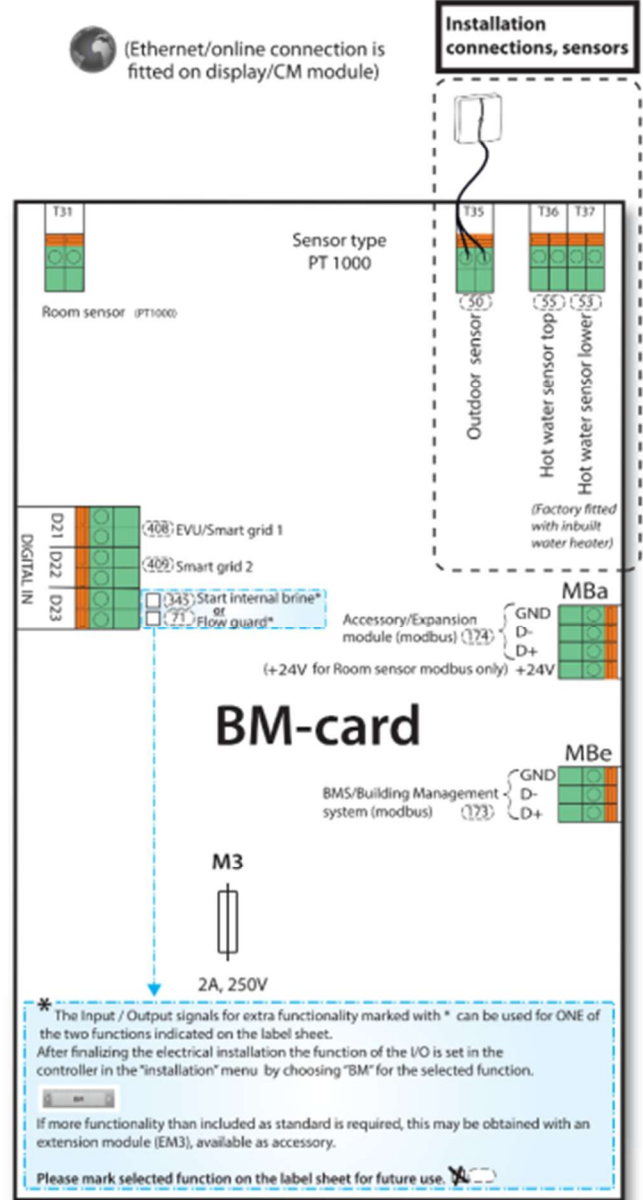 Installation
connections, sensors
(Ethernet/online connection is
fitted on display/CM module)
T31
T35
T36
T37
Sensor type
PT 1000
Room sensor (PT1000)
50
55
53
Outdoor sensor
Hot water sensor top
Hot water sensor lower
(Factory fitted
with inbuilt
water heater)
DIGITAL IN
D21
D22
D23
408 EVU/Smart grid 1
409 Smart grid 2
345 Start internal brine*
or
71 Flow guard*
MBa
Accessory/Expansion
module (modbus) 174
GND
D-
D+
(+24V for Room sensor modbus only) +24V
BM-card
MBe
BMS/Building Management
system (modbus) 173
GND
D-
D+
M3
2A, 250V
* The Input / Output signals for extra functionality marked with * can be used for ONE of
the two functions indicated on the label sheet.
After finalizing the electrical installation the function of the I/O is set in the
controller in the "installation" menu by choosing "BM" for the selected function.
BM
If more functionality than included as standard is required, this may be obtained with an
extension module (EM3), available as accessory.
Please mark selected function on the label sheet for future use.